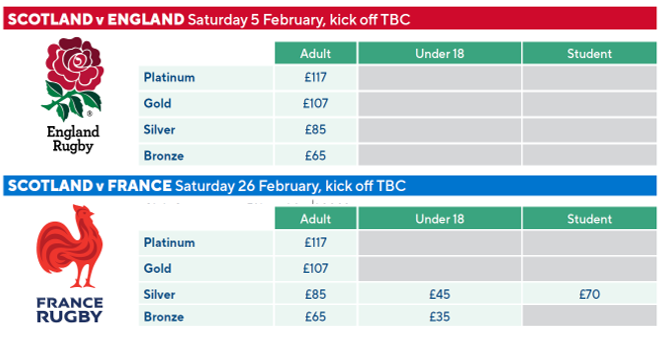 SCOTLAND v ENGLAND Saturday 5 February, kick off TBC
Adult Under 18 Student
Platinum £117
Gold £107
Silver £85
Bronze £65
England
Rugby
SCOTLAND v FRANCE Saturday 26 February, kick off TBC
Adult Under 18 Student
Platinum £117
Gold £107
Silver £85 £45 £70
Bronze £65 £35
FRANCE
RUGBY